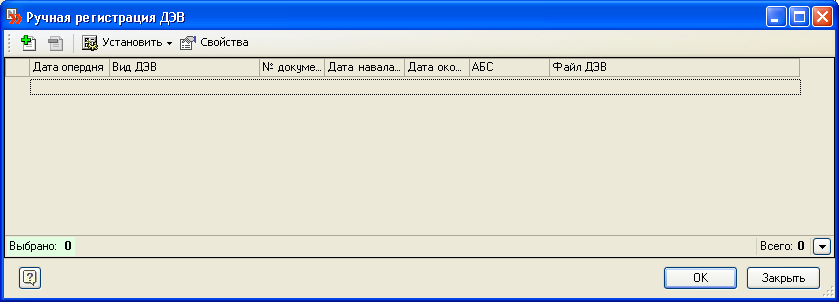 Ручная регистрация ДЭВ
Установить Свойства
Дата опердня Вид ДЭВ № докуме... Дата навала... Дата око... АБС Файл ДЭВ
Выбрано: 0 Всего: 0
OK Закрыть